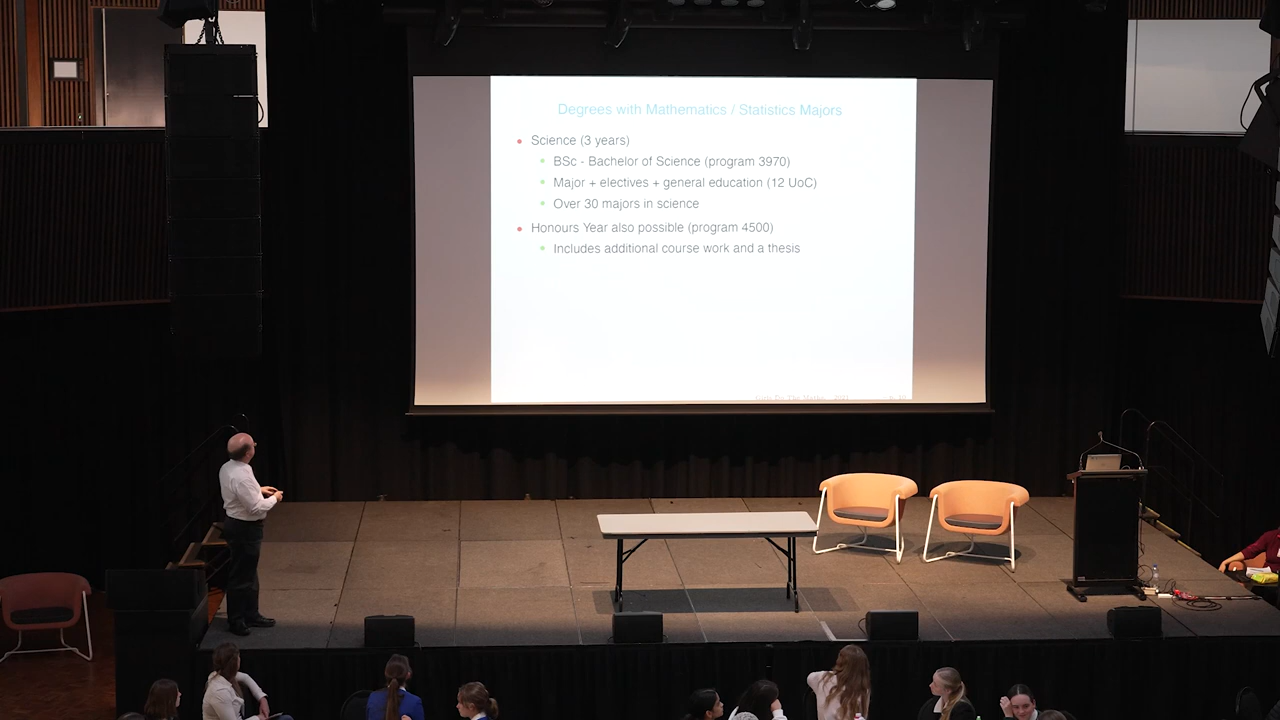 Degrees with Mathematics / Statistics Majors
Science (3 years)
BSc - Bachelor of Science (program 3970)
Major + electives + general education (12 UoC)
Over 30 majors in science
Honours Year also possible (program 4500)
Includes additional course work and a thesis